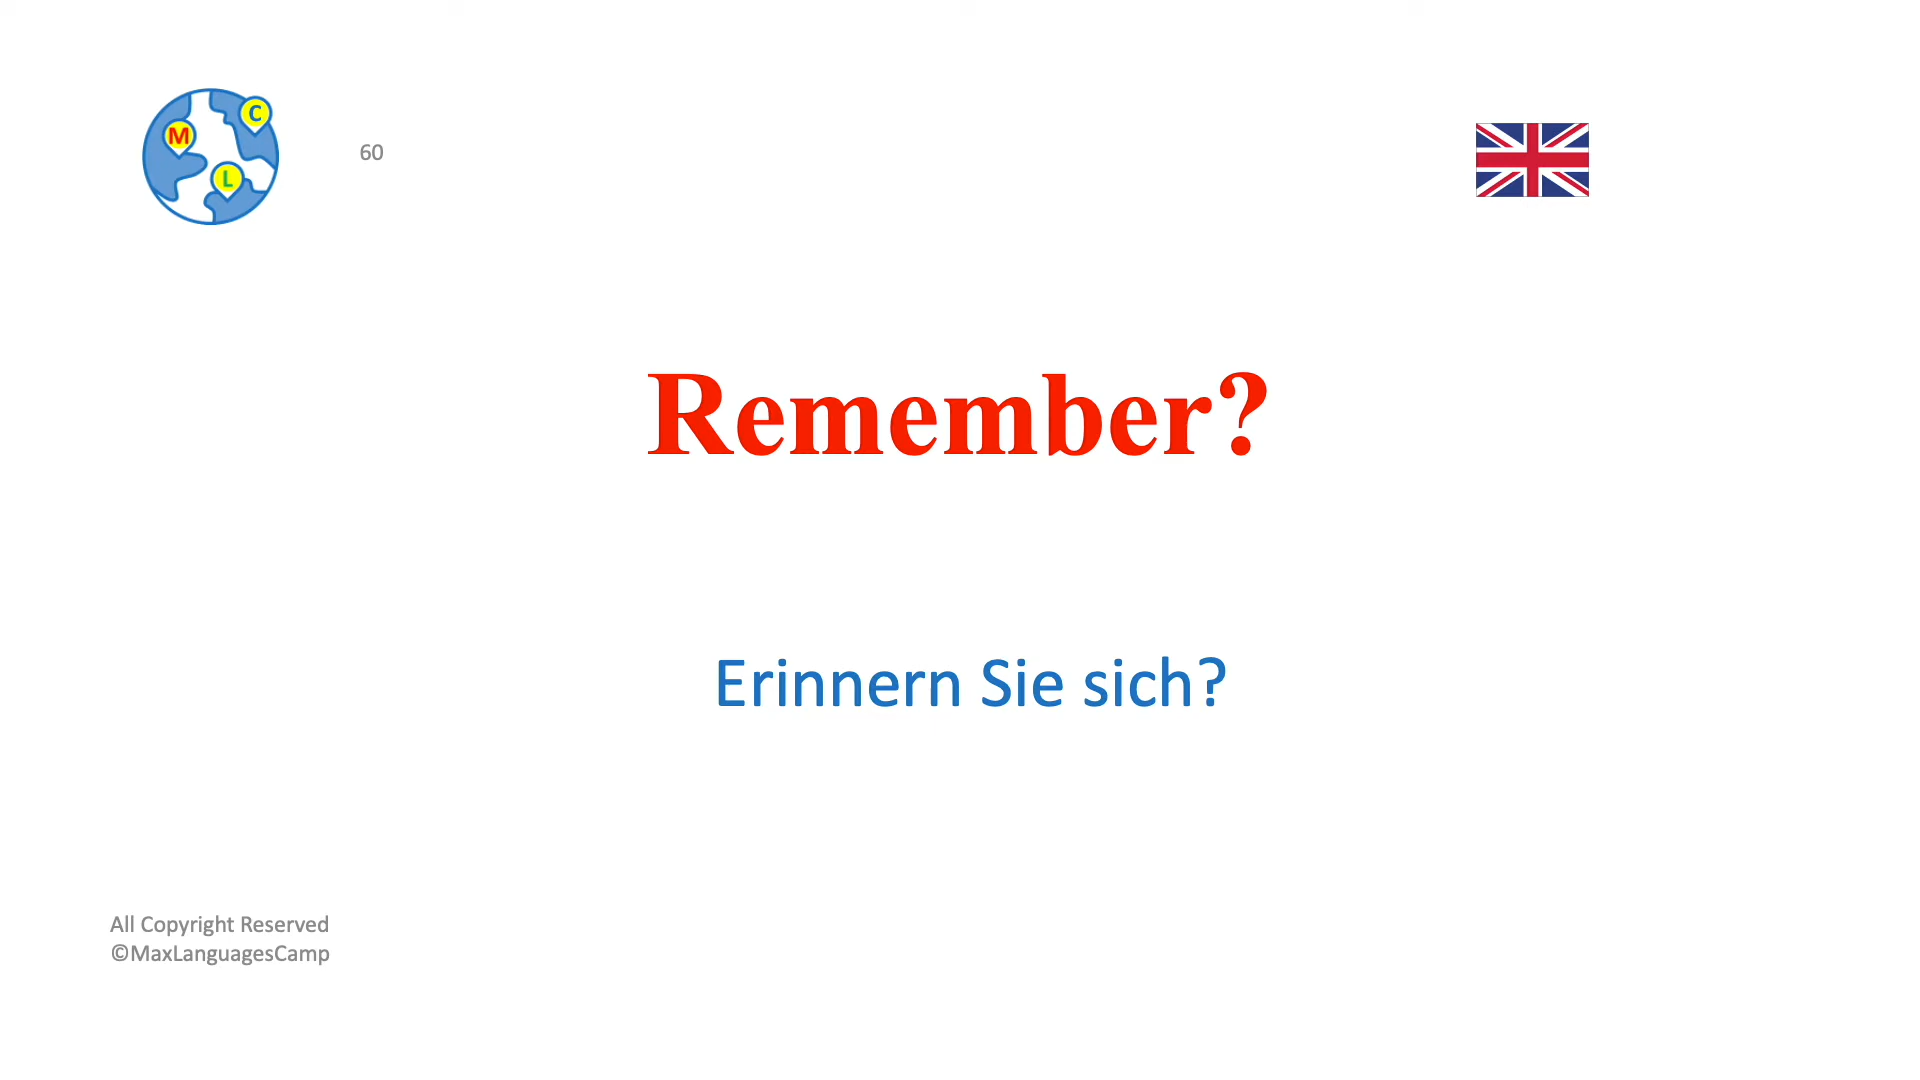 M
C
L
60
Remember?
Erinnern Sie sich?
All Copyright Reserved
©MaxLanguagesCamp